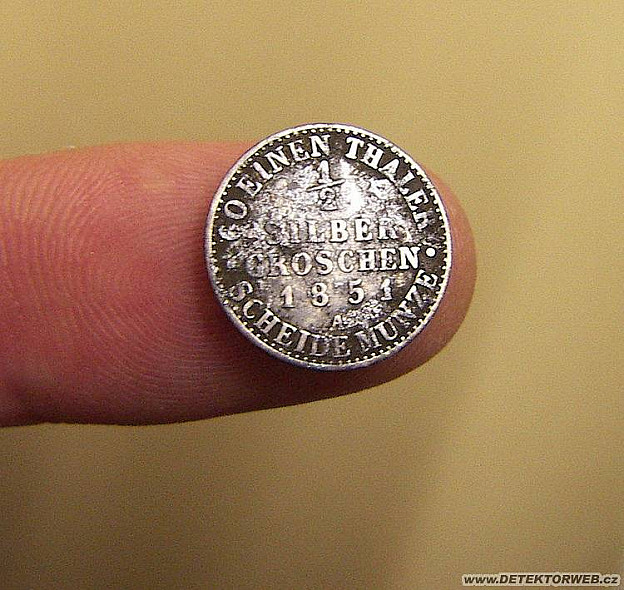 60 EINEN THALER
1/2
SILBER
GROSCHEN
1851
A
SCHEIDE MUNZE
www.DETEKTORWEB.cz